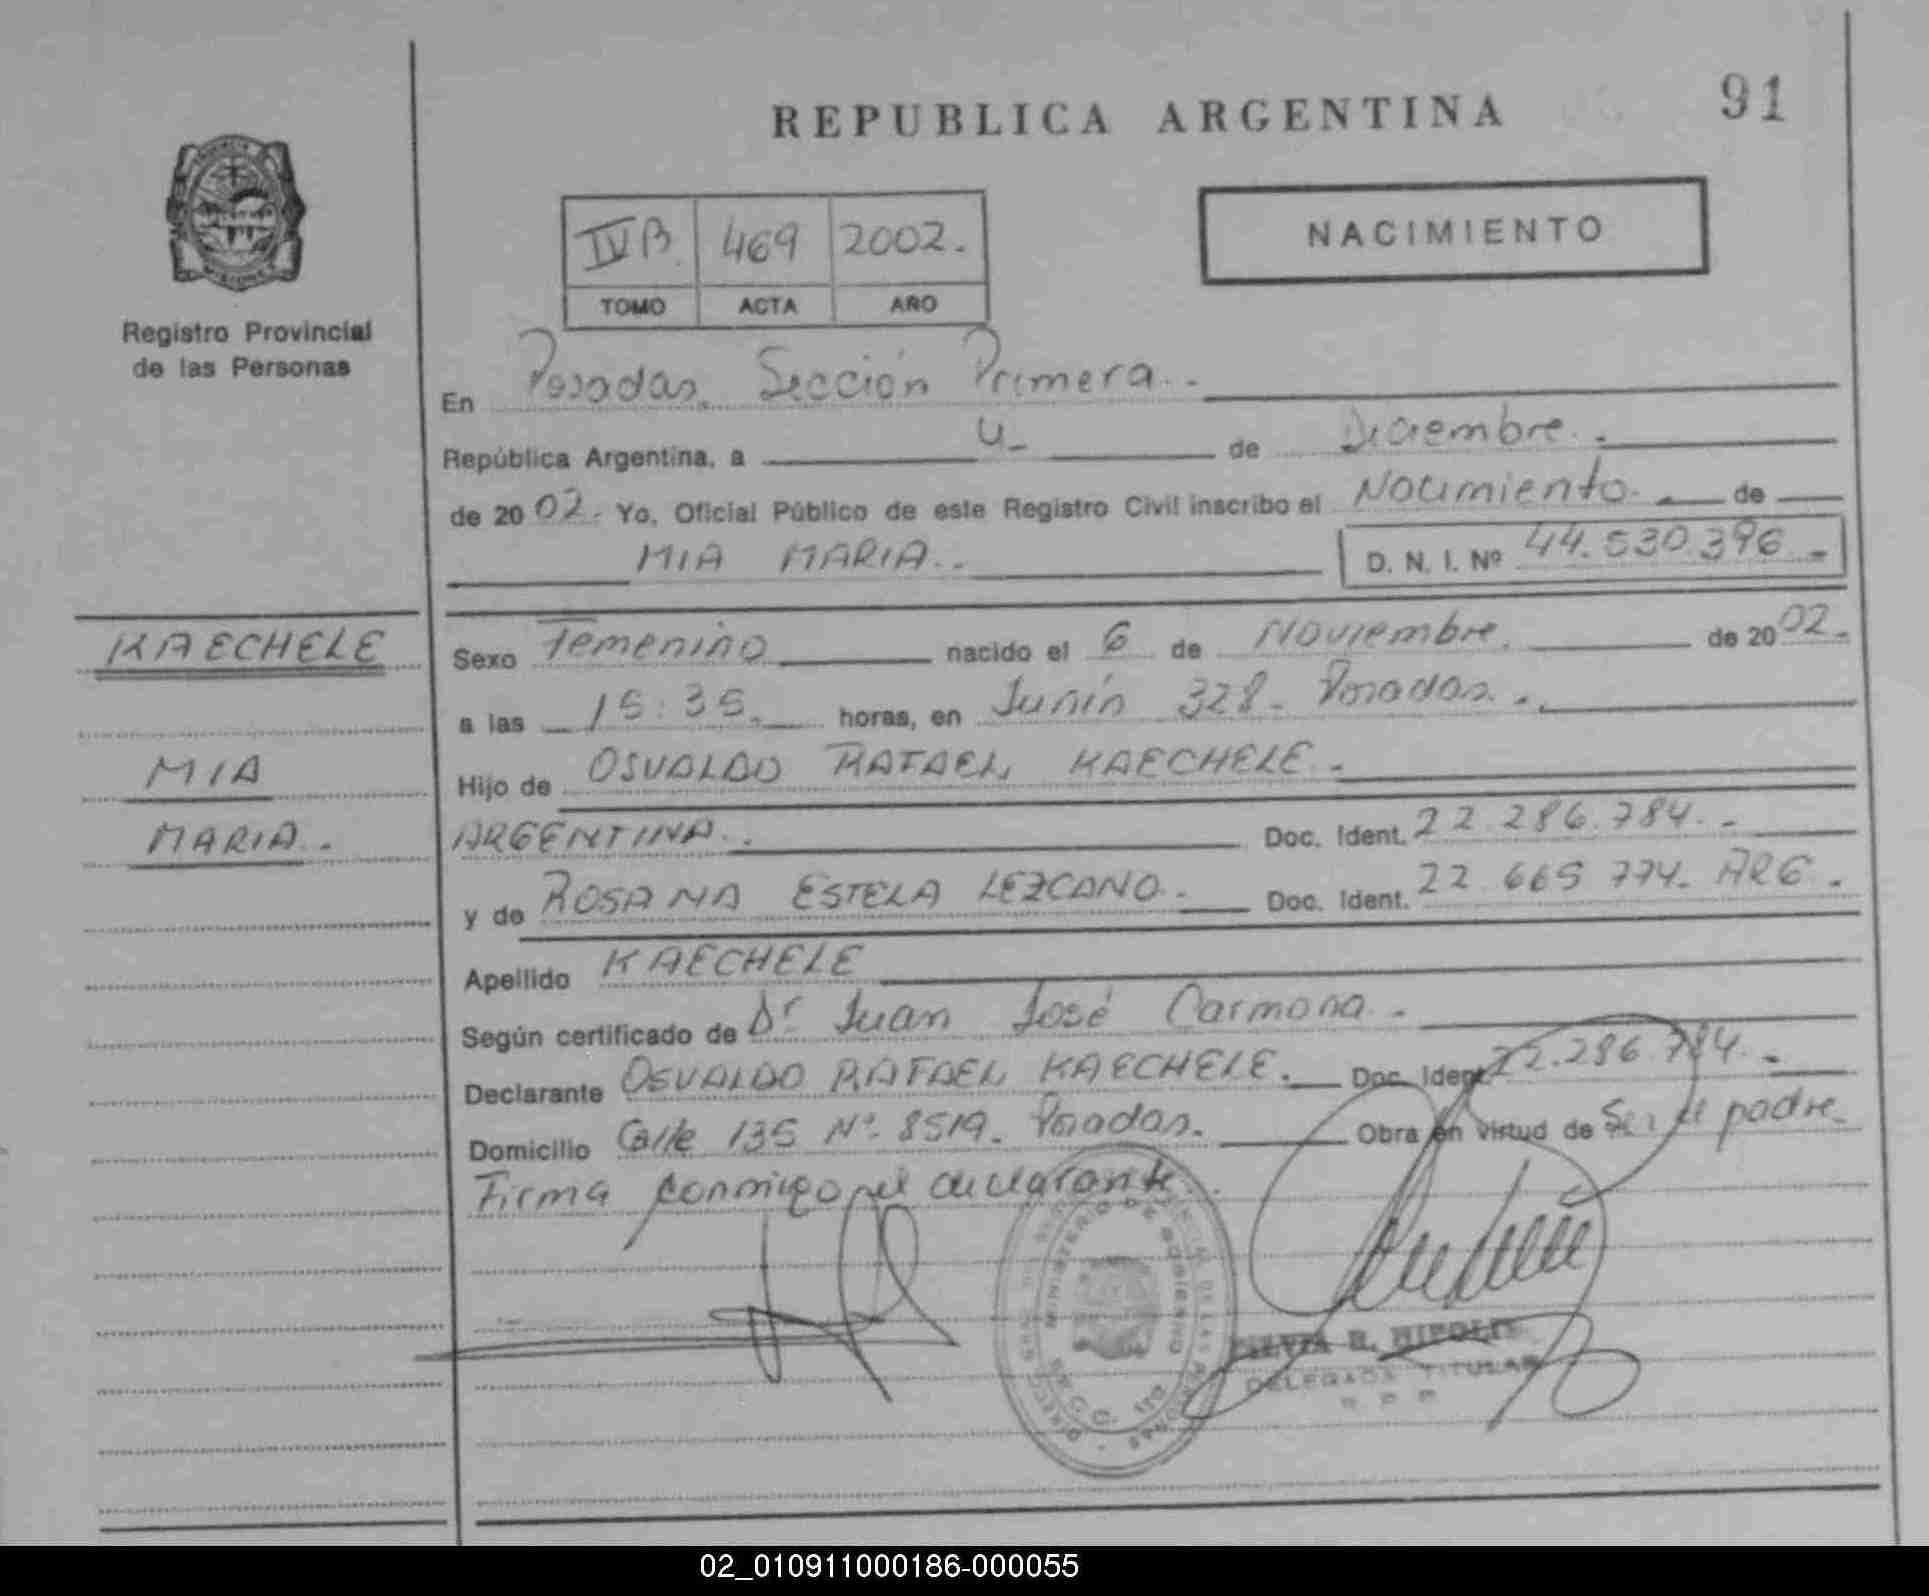 REPUBLICA ARGENTINA
91
IVB. 469 2002.
TOMO ACTA AÑO
NACIMIENTO
Registro Provincial
de las Personas
En Posadas. Sección Primera.-
República Argentina, a 4- de Diciembre.-
de 2002. Yo, Oficial Público de este Registro Civil inscribo el Nacimiento.- de
MIA MARIA.- D. N. I. Nº 44.530.396.-
KAECHELE
MIA
MARIA.-
Sexo Femenino nacido el 6 de Noviembre. de 2002.
a las 15:35. horas, en Junín 328- Posadas.-
Hijo de OSVALDO RAFAEL KAECHELE.-
ARGENTINA.- Doc. Ident. 22.286.784.-
y de ROSANA ESTELA LEZCANO.- Doc. Ident. 22.665 774- ARG.
Apellido KAECHELE
Según certificado de Dr Juan José Carmona.-
Declarante OSVALDO RAFAEL KAECHELE. Doc. Ident. 22.286.784.-
Domicilio Calle 135 Nº 8519. Posadas. Obra en virtud de Ser el padre.
Firma conmigo el declarante.
MINISTERIO DE GOBIERNO
DELEGADA TITULAR
R P P
02_010911000186-000055